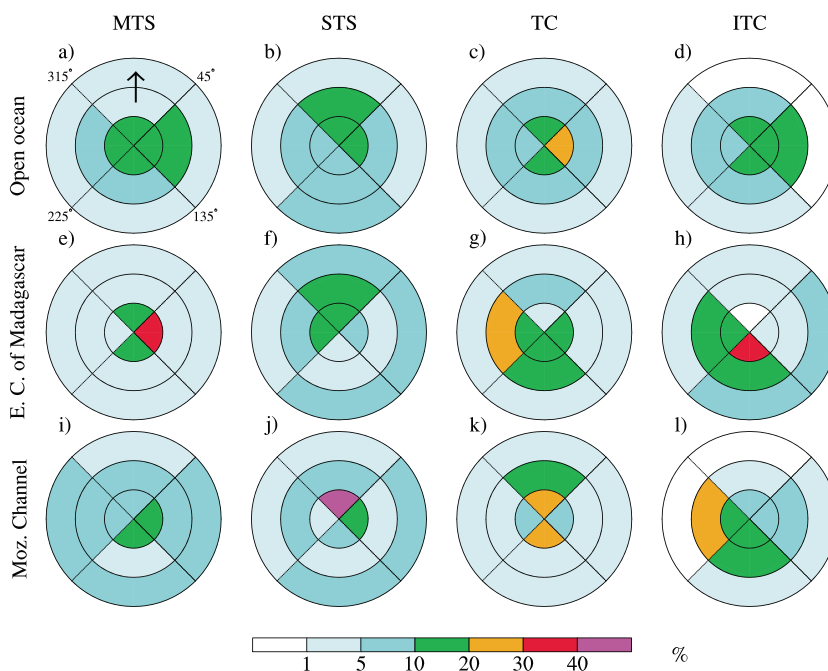 MTS STS TC ITC
a) b) c) d)
315° 45°
Open ocean
225° 135°
e) f) g) h)
E. C. of Madagascar
i) j) k) l)
Moz. Channel
1 5 10 20 30 40 %